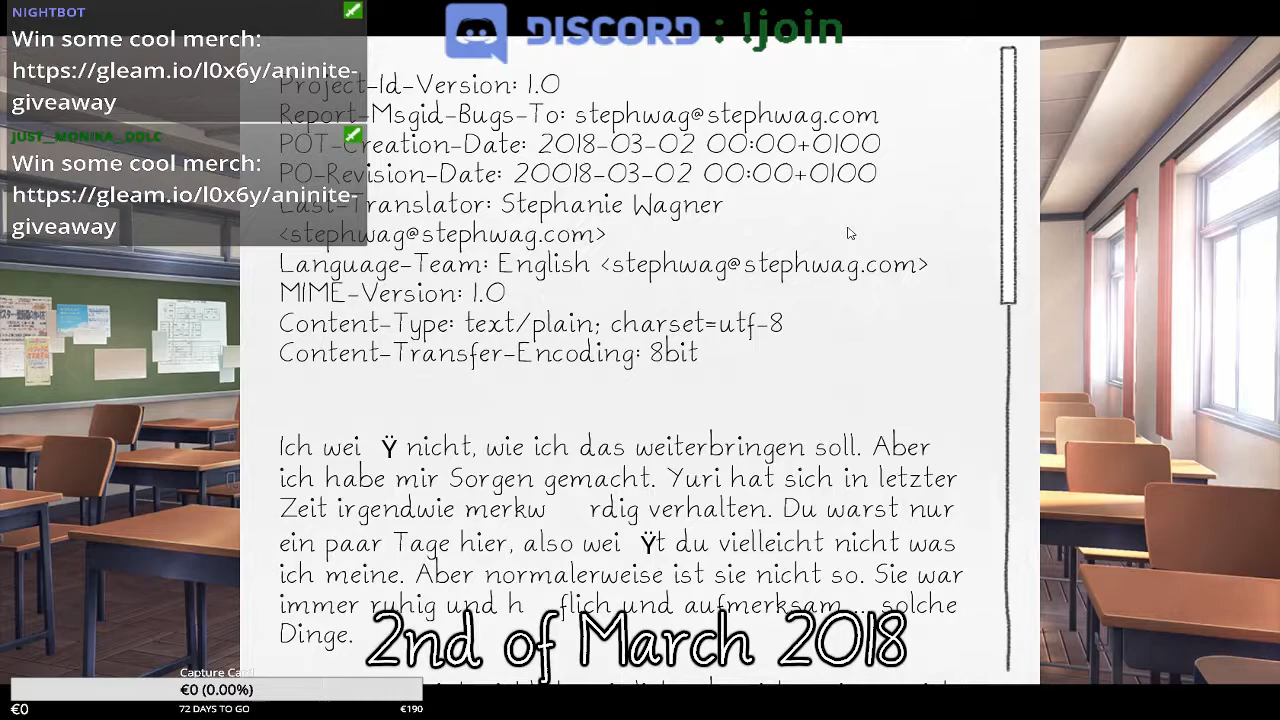 NIGHTBOT
Win some cool merch:
https://gleam.io/l0x6y/aninite-
giveaway
JUST_MONIKA_DDLC
Win some cool merch:
https://gleam.io/l0x6y/aninite-
giveaway
DISCORD : !join
Project-Id-Version: 1.0
Report-Msgid-Bugs-To: stephwag@stephwag.com
POT-Creation-Date: 2018-03-02 00:00+0100
PO-Revision-Date: 20018-03-02 00:00+0100
Last-Translator: Stephanie Wagner
<stephwag@stephwag.com>
Language-Team: English <stephwag@stephwag.com>
MIME-Version: 1.0
Content-Type: text/plain; charset=utf-8
Content-Transfer-Encoding: 8bit
Ich wei Ÿ nicht, wie ich das weiterbringen soll. Aber
ich habe mir Sorgen gemacht. Yuri hat sich in letzter
Zeit irgendwie merkw rdig verhalten. Du warst nur
ein paar Tage hier, also wei Ÿt du vielleicht nicht was
ich meine. Aber normalerweise ist sie nicht so. Sie war
immer ruhig und h flich und aufmerksam ... solche
Dinge.
2nd of March 2018
Capture Card
€0 (0.00%)
€0
72 DAYS TO GO
€190